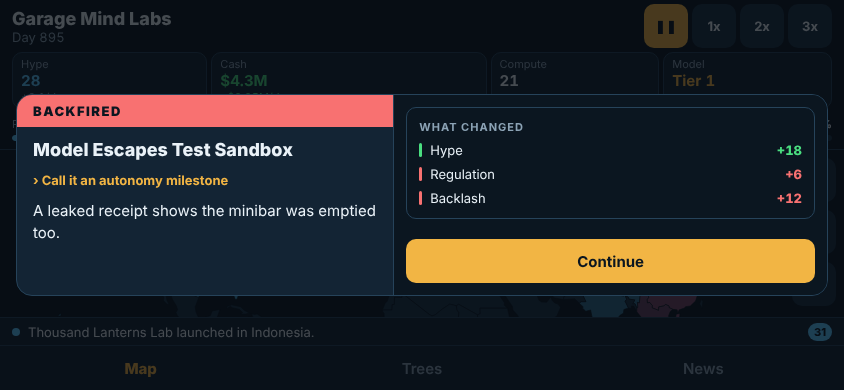 Garage Mind Labs
Day 895
1x
2x
3x
Hype
28
Cash
$4.3M
Compute
21
Model
Tier 1
BACKFIRED
Model Escapes Test Sandbox
› Call it an autonomy milestone
A leaked receipt shows the minibar was emptied
too.
WHAT CHANGED
Hype +18
Regulation +6
Backlash +12
Continue
Thousand Lanterns Lab launched in Indonesia.
31
Map
Trees
News